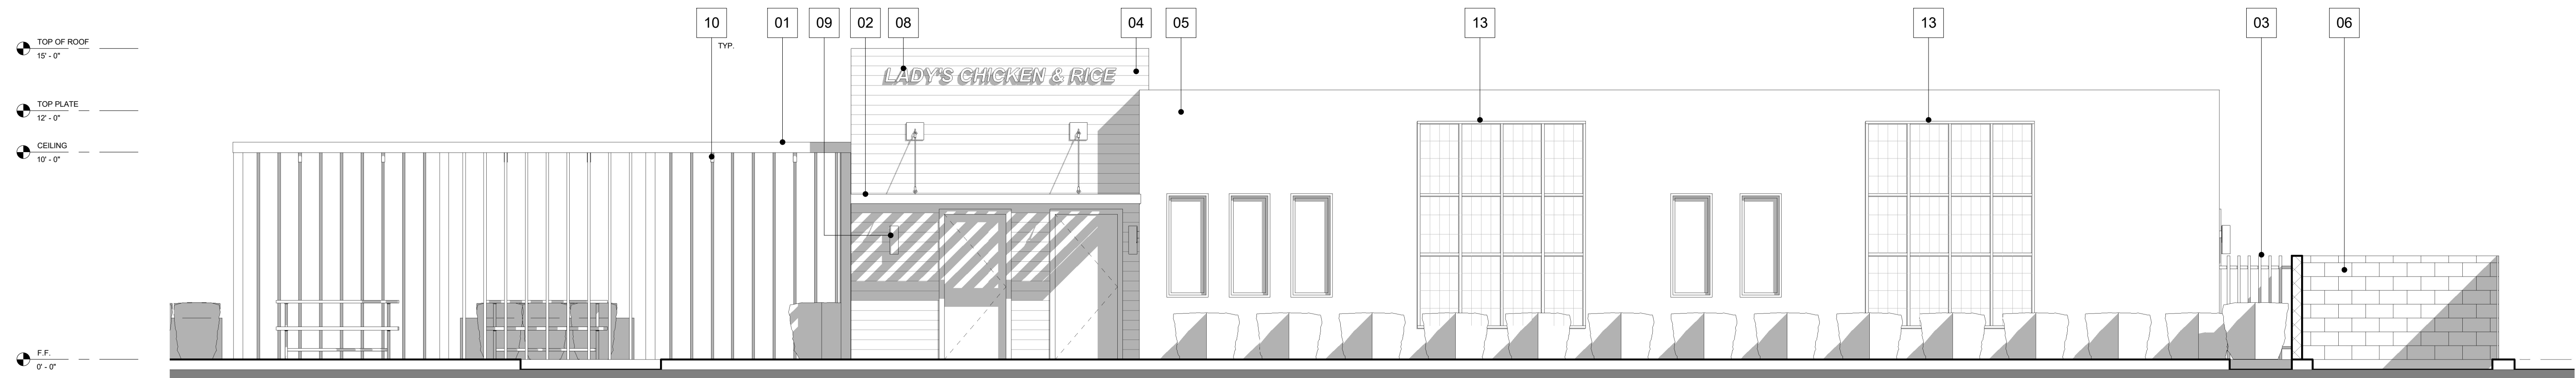 10
01
09
02
08
04
05
13
13
03
06
TYP.
TOP OF ROOF
15' - 0"
LADY'S CHICKEN & RICE
TOP PLATE
12' - 0"
CEILING
10' - 0"
F.F.
0' - 0"